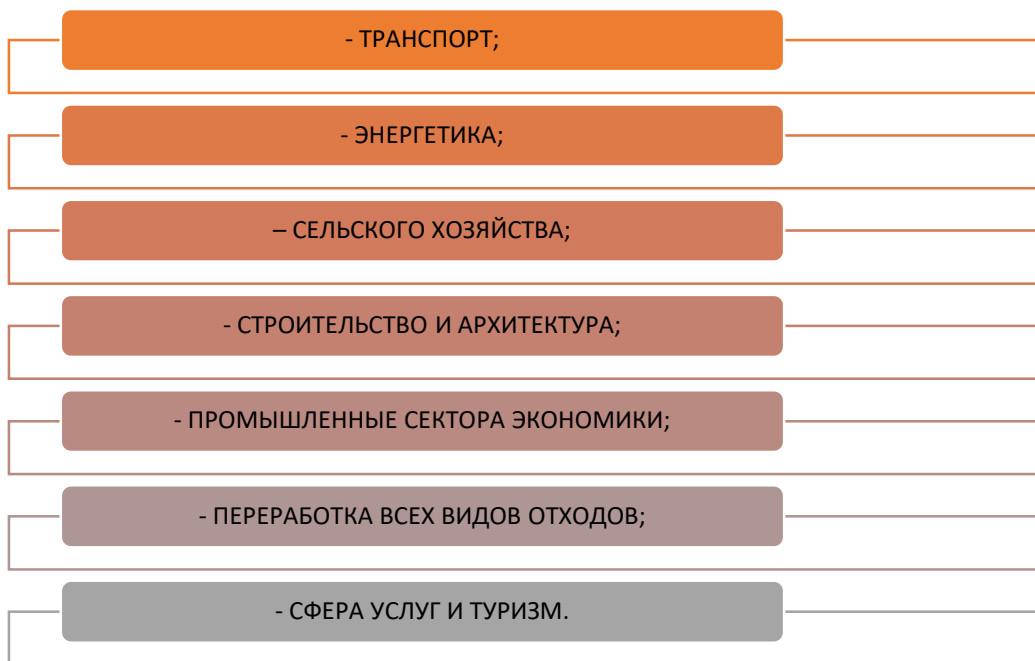 - ТРАНСПОРТ;
- ЭНЕРГЕТИКА;
– СЕЛЬСКОГО ХОЗЯЙСТВА;
- СТРОИТЕЛЬСТВО И АРХИТЕКТУРА;
- ПРОМЫШЛЕННЫЕ СЕКТОРА ЭКОНОМИКИ;
- ПЕРЕРАБОТКА ВСЕХ ВИДОВ ОТХОДОВ;
- СФЕРА УСЛУГ И ТУРИЗМ.